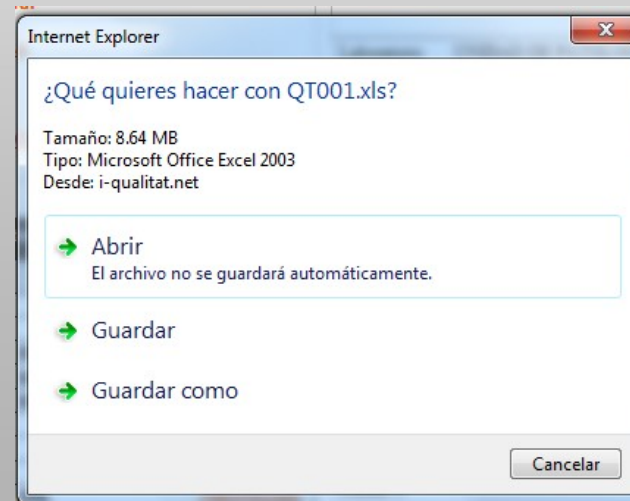 Internet Explorer
¿Qué quieres hacer con QT001.xls?
Tamaño: 8.64 MB
Tipo: Microsoft Office Excel 2003
Desde: i-qualitat.net
Abrir
El archivo no se guardará automáticamente.
Guardar
Guardar como
Cancelar